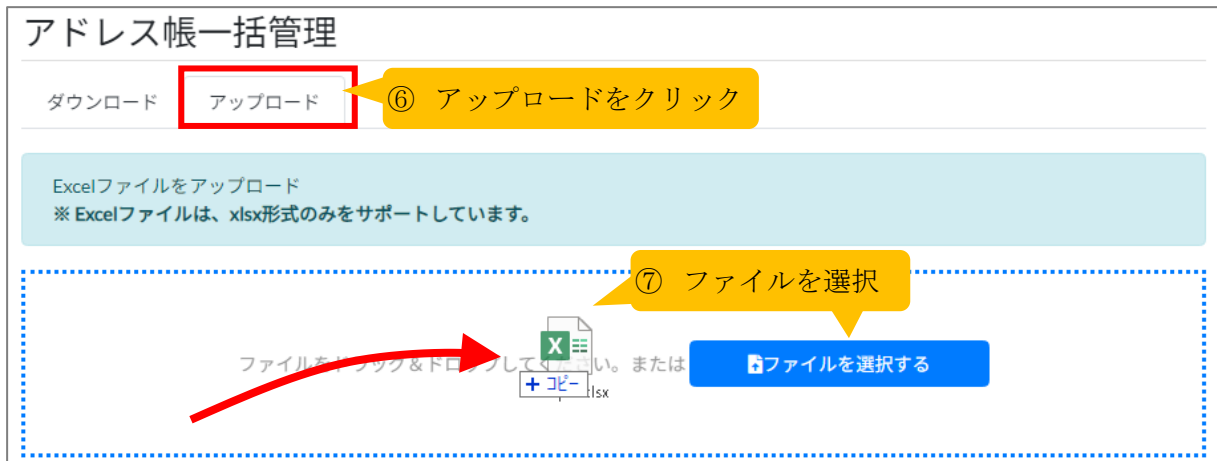 アドレス帳一括管理
ダウンロード アップロード ⑥ アップロードをクリック
Excelファイルをアップロード
※ Excelファイルは、xlsx形式のみをサポートしています。
⑦ ファイルを選択
ファイルをドラッグ&ドロップしてください。または ファイルを選択する
+ コピー lsx